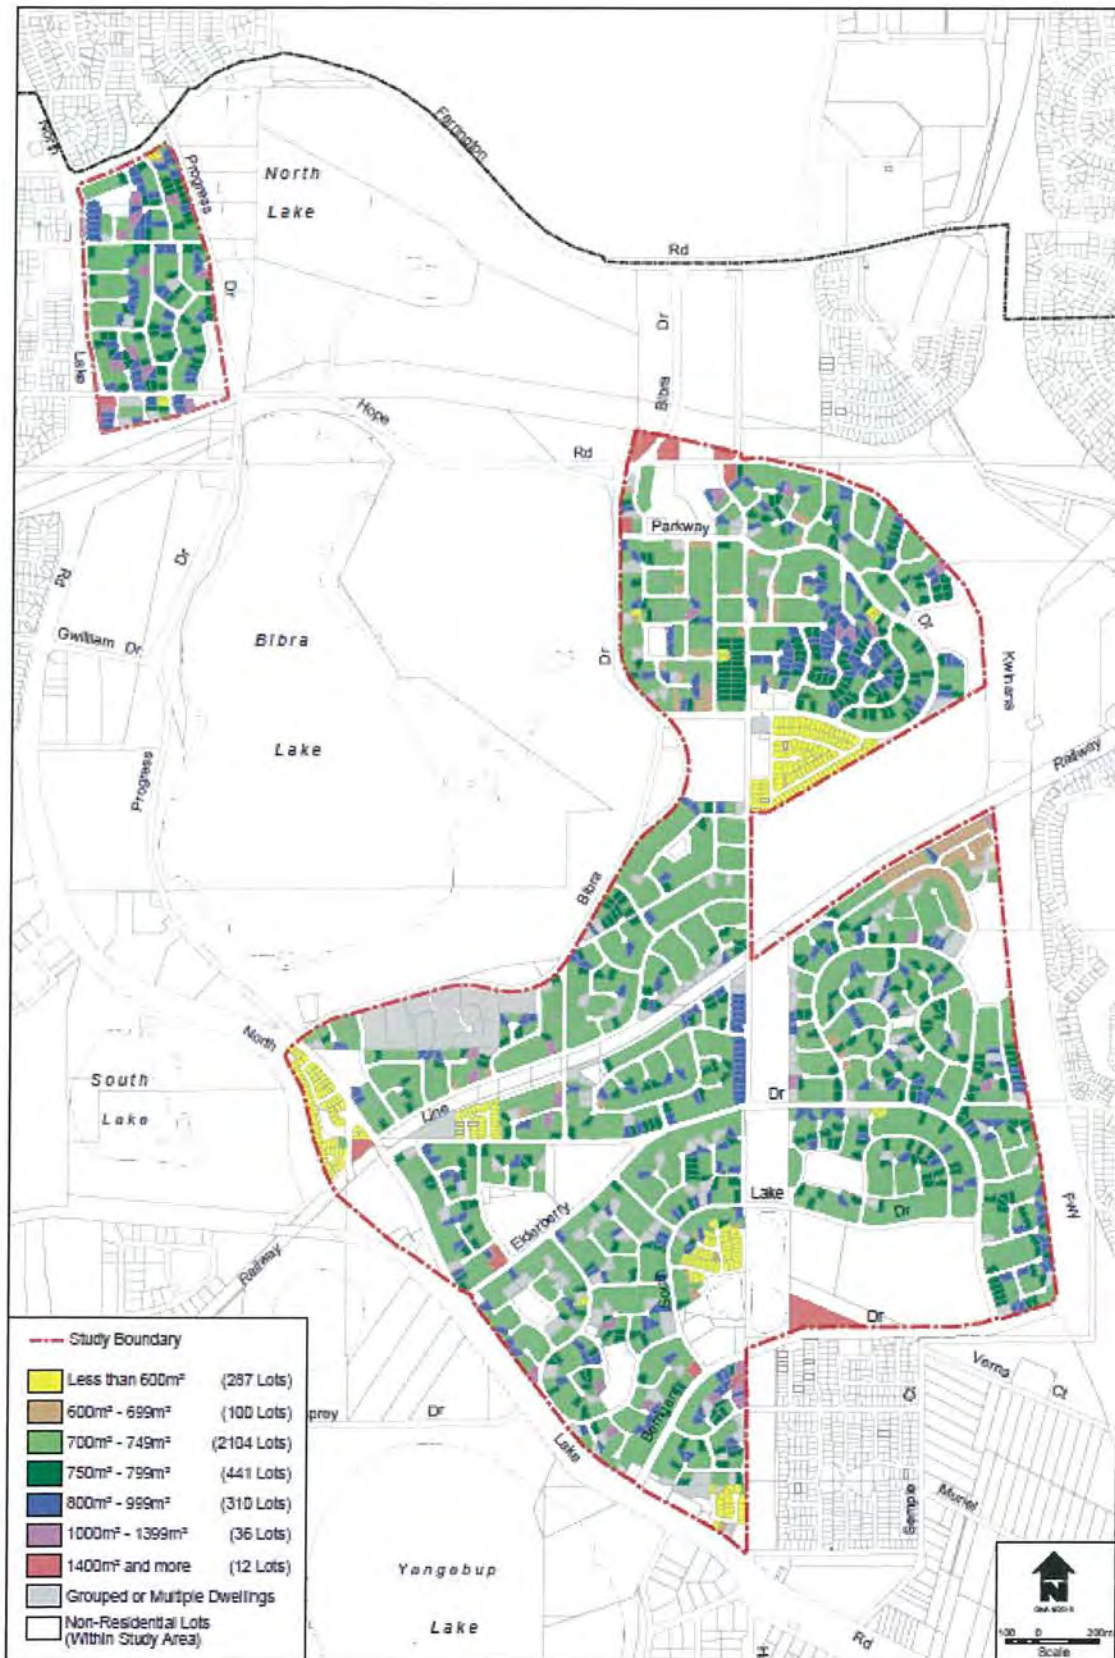 North
Farrington
Progress
North
Lake
Rd
Dr
Dr
Bibra
Lake
Hope
Rd
Parkway
Rd
Dr
Gwilliam Dr
Bibra
Dr
Dr
Kwinana
Lake
Railway
Progress
Bibra
North
South
Lake
Line
Dr
Lake
Elderberry
Dr
Fwy
Railway
South
Dr
Verna
Ct
Dr
Berrigan
Lake
Ct
Semple
Muriel
Yangebup
Lake
Rd
Study Boundary
Less than 600m² (287 Lots)
600m² - 699m² (100 Lots)
700m² - 749m² (2104 Lots)
750m² - 799m² (441 Lots)
800m² - 999m² (310 Lots)
1000m² - 1399m² (36 Lots)
1400m² and more (12 Lots)
Grouped or Multiple Dwellings
Non-Residential Lots
(Within Study Area)
N
100 0 200m
Scale